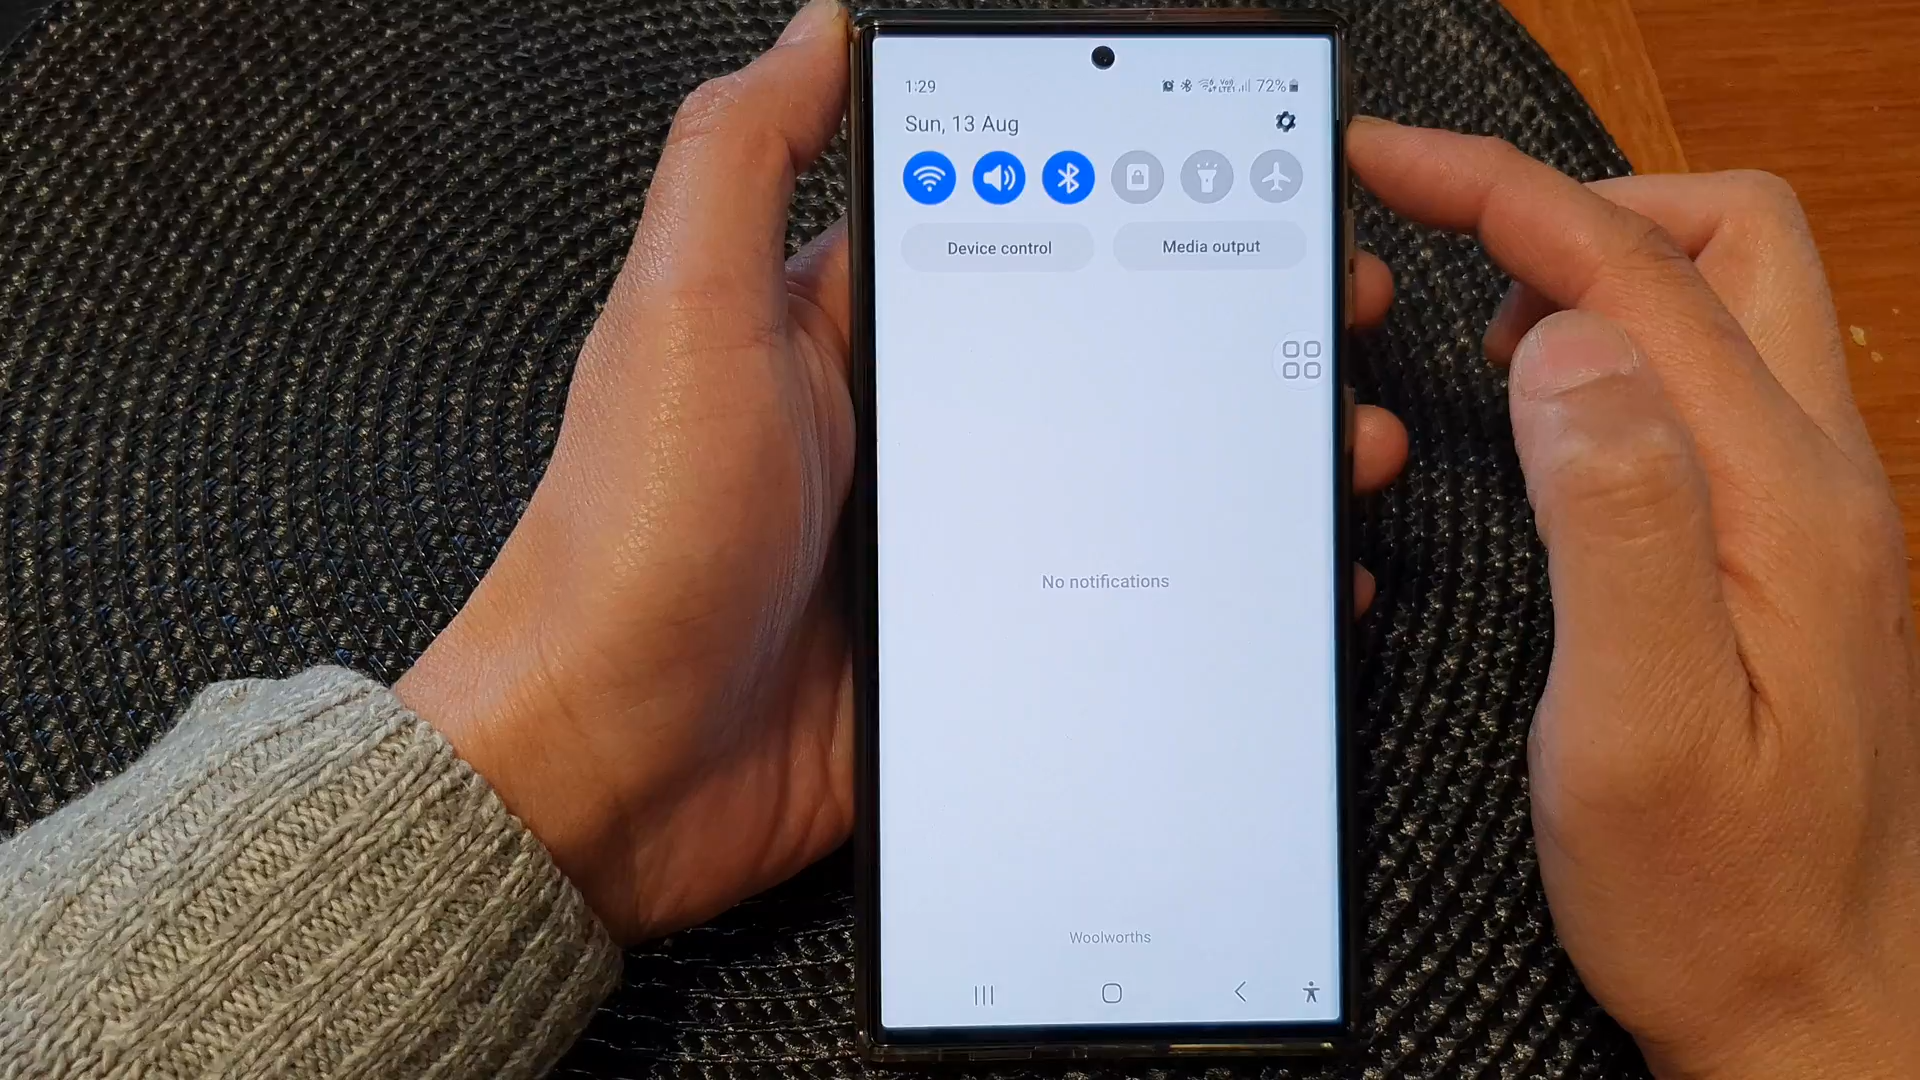 1:29 72%
Sun, 13 Aug
Device control Media output
No notifications
Woolworths